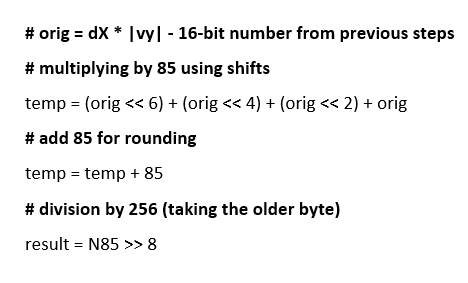 # orig = dX * |vy| - 16-bit number from previous steps
# multiplying by 85 using shifts
temp = (orig << 6) + (orig << 4) + (orig << 2) + orig
# add 85 for rounding
temp = temp + 85
# division by 256 (taking the older byte)
result = N85 >> 8